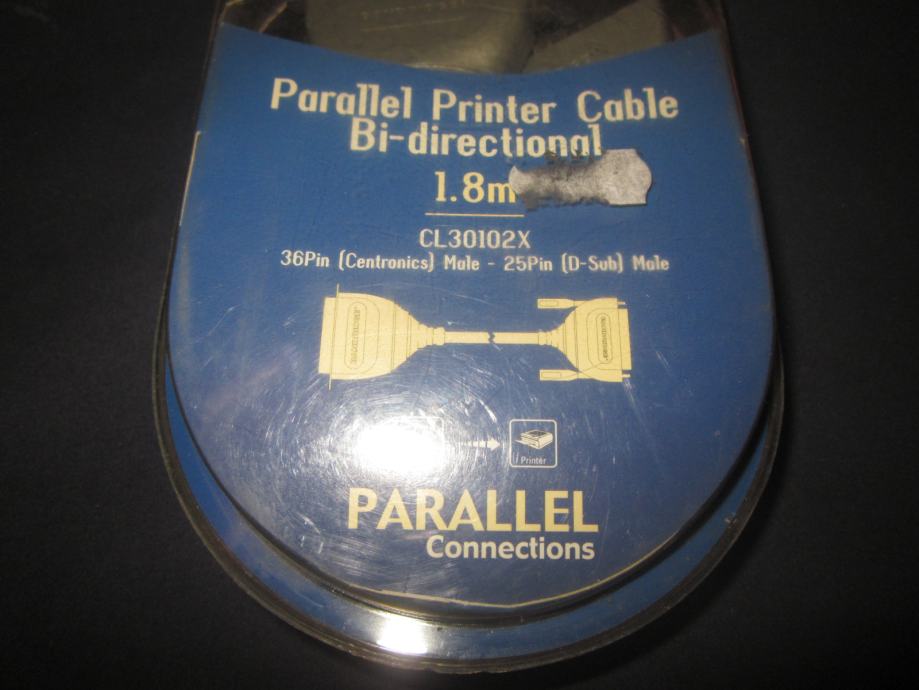 Parallel Printer Cable
Bi-directional
1.8m
CL30102X
36Pin (Centronics) Male - 25Pin (D-Sub) Male
Printer
PARALLEL
Connections